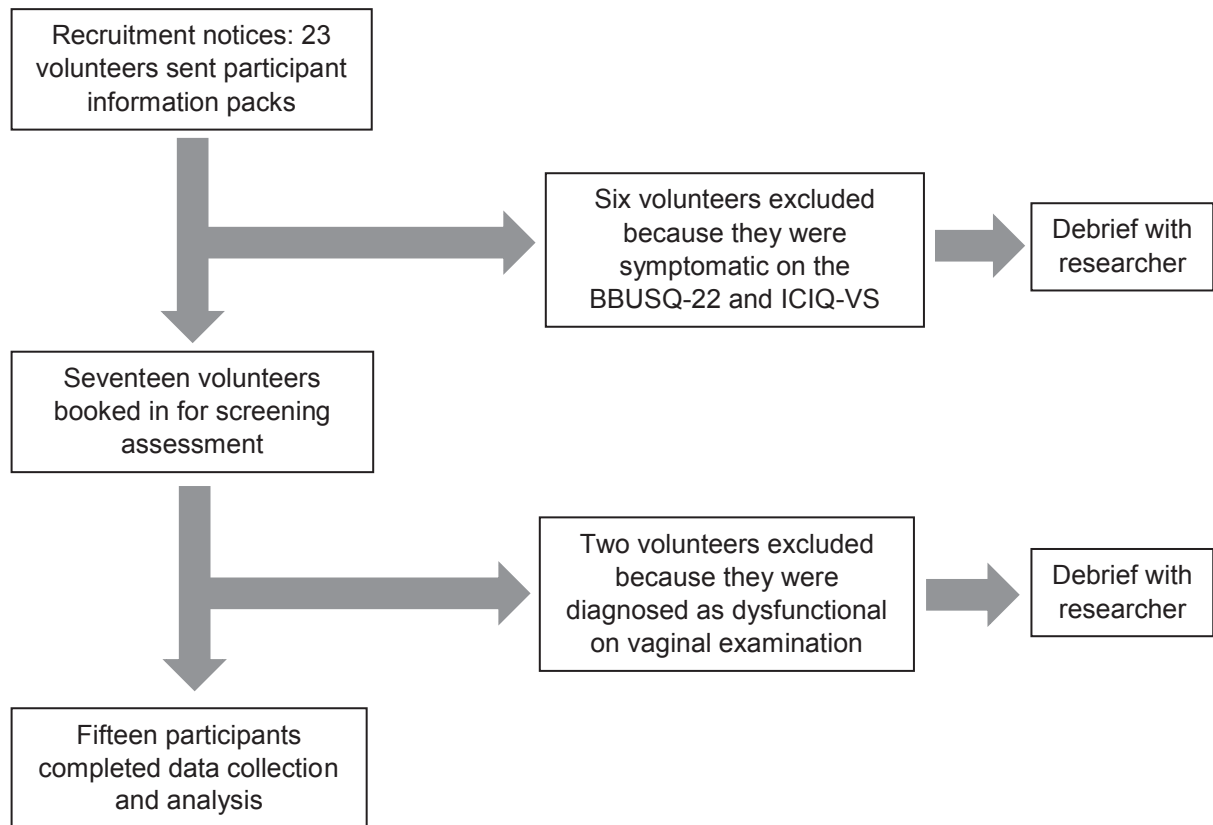 Recruitment notices: 23
volunteers sent participant
information packs
Six volunteers excluded
because they were
symptomatic on the
BBUSQ-22 and ICIQ-VS
Debrief with
researcher
Seventeen volunteers
booked in for screening
assessment
Two volunteers excluded
because they were
diagnosed as dysfunctional
on vaginal examination
Debrief with
researcher
Fifteen participants
completed data collection
and analysis